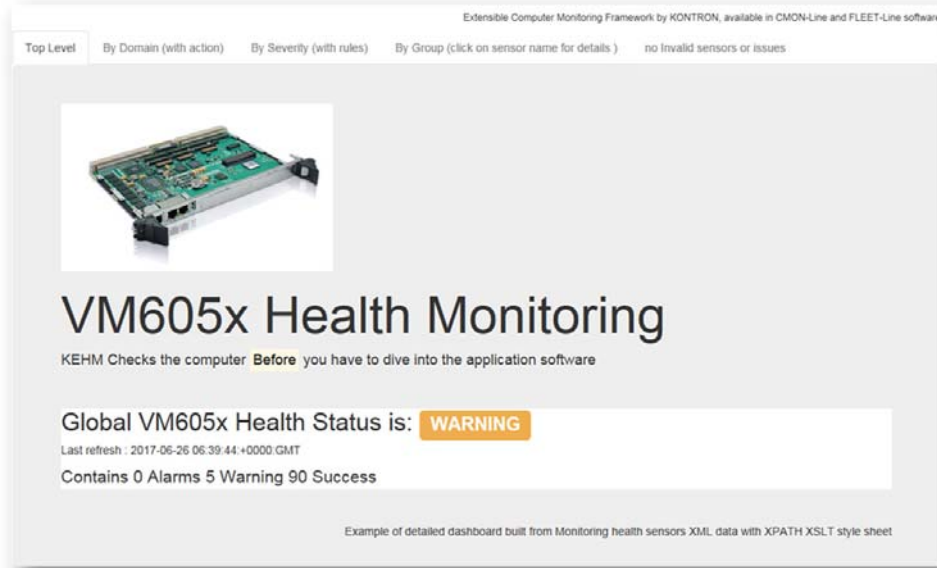 Extensible Computer Monitoring Framework by KONTRON, available in CMON-Line and FLEET-Line software
Top Level By Domain (with action) By Severity (with rules) By Group (click on sensor name for details ) no Invalid sensors or issues
VM605x Health Monitoring
KEHM Checks the computer Before you have to dive into the application software
Global VM605x Health Status is: WARNING
Last refresh : 2017-06-26 06:39:44:+0000:GMT
Contains 0 Alarms 5 Warning 90 Success
Example of detailed dashboard built from Monitoring health sensors XML data with XPATH XSLT style sheet